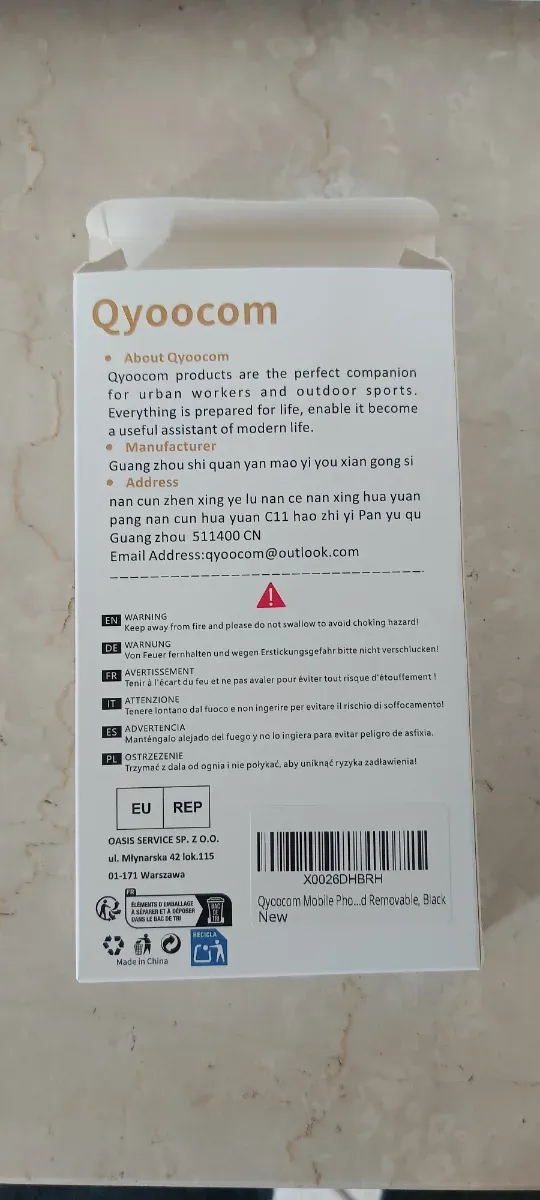 Qyoocom
• About Qyoocom
Qyoocom products are the perfect companion
for urban workers and outdoor sports.
Everything is prepared for life, enable it become
a useful assistant of modern life.
• Manufacturer
Guang zhou shi quan yan mao yi you xian gong si
• Address
nan cun zhen xing ye lu nan ce nan xing hua yuan
pang nan cun hua yuan C11 hao zhi yi Pan yu qu
Guang zhou 511400 CN
Email Address:qyoocom@outlook.com
EN WARNING
Keep away from fire and please do not swallow to avoid choking hazard!
DE WARNUNG
Von Feuer fernhalten und wegen Erstickungsgefahr bitte nicht verschlucken!
FR AVERTISSEMENT
Tenir à l'écart du feu et ne pas avaler pour éviter tout risque d'étouffement !
IT ATTENZIONE
Tenere lontano dal fuoco e non ingerire per evitare il rischio di soffocamento!
ES ADVERTENCIA
Manténgalo alejado del fuego y no lo ingiera para evitar peligro de asfixia.
PL OSTRZEZENIE
Trzymać z dala od ognia i nie połykać, aby uniknąć ryzyka zadławienia!
EU REP
OASIS SERVICE SP. Z O.O.
ul. Młynarska 42 lok.115
01-171 Warszawa
X0026DHBRH
Qyoocom Mobile Pho...d Removable, Black
New
FR
ÉLÉMENTS D'EMBALLAGE
À SÉPARER ET À DÉPOSER
DANS LE BAC DE TRI
BAC
DE
TRI
RECICLA
Made in China